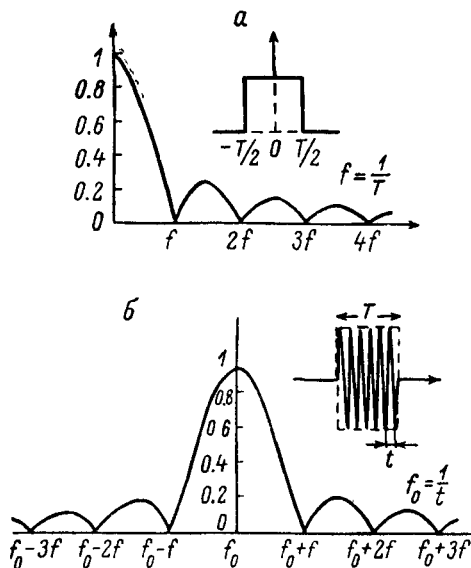 а
1
0.8
0.6
0.4
0.2
0
-T/2 0 T/2
f = 1/T
f 2f 3f 4f
б
T
1
0.8
0 6
0.4
0.2
0
t
f₀ = 1/t
f₀-3f f₀-2f f₀-f f₀ f₀+f f₀+2f f₀+3f